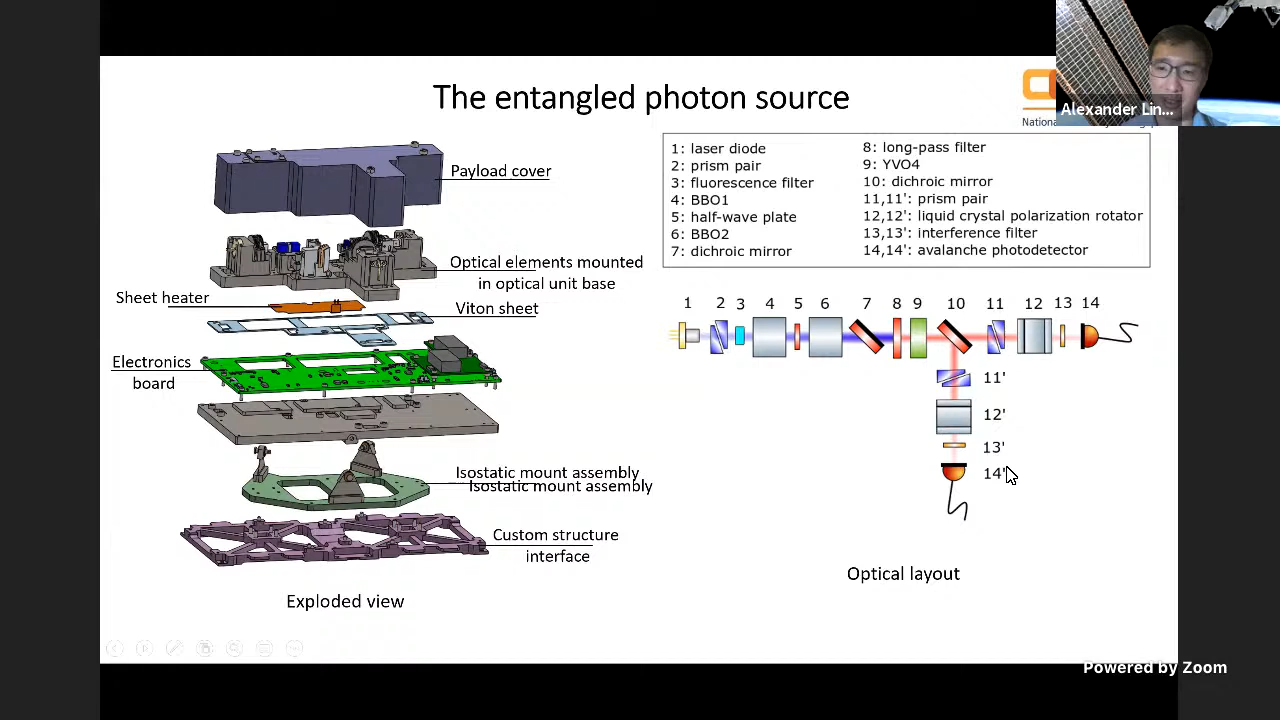 The entangled photon source
Alexander Lin...
National
Payload cover
Optical elements mounted
in optical unit base
Sheet heater
Viton sheet
Electronics
board
Isostatic mount assembly
Isostatic mount assembly
Custom structure
interface
Exploded view
1: laser diode
2: prism pair
3: fluorescence filter
4: BBO1
5: half-wave plate
6: BBO2
7: dichroic mirror
8: long-pass filter
9: YVO4
10: dichroic mirror
11,11': prism pair
12,12': liquid crystal polarization rotator
13,13': interference filter
14,14': avalanche photodetector
1 2 3 4 5 6 7 8 9 10 11 12 13 14
11'
12'
13'
14'
Optical layout
Powered by Zoom